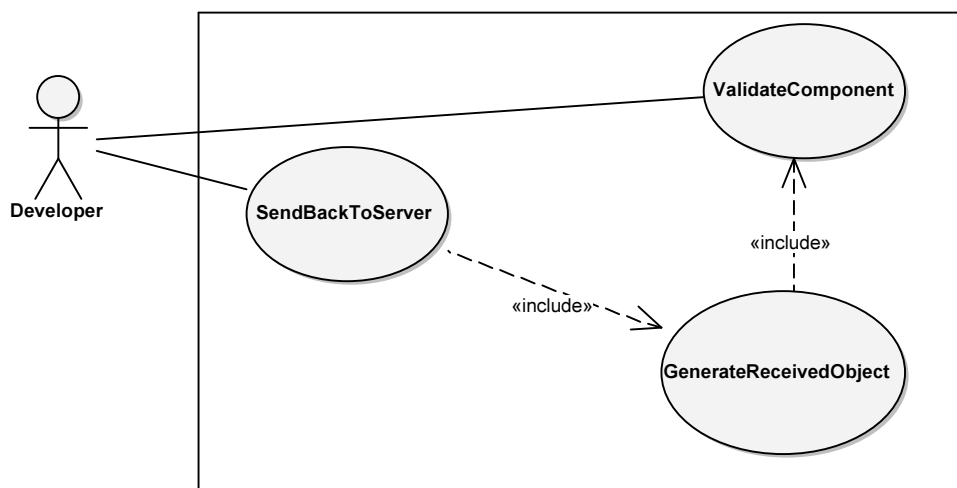 ValidateComponent
Developer
SendBackToServer
«include»
«include»
GenerateReceivedObject